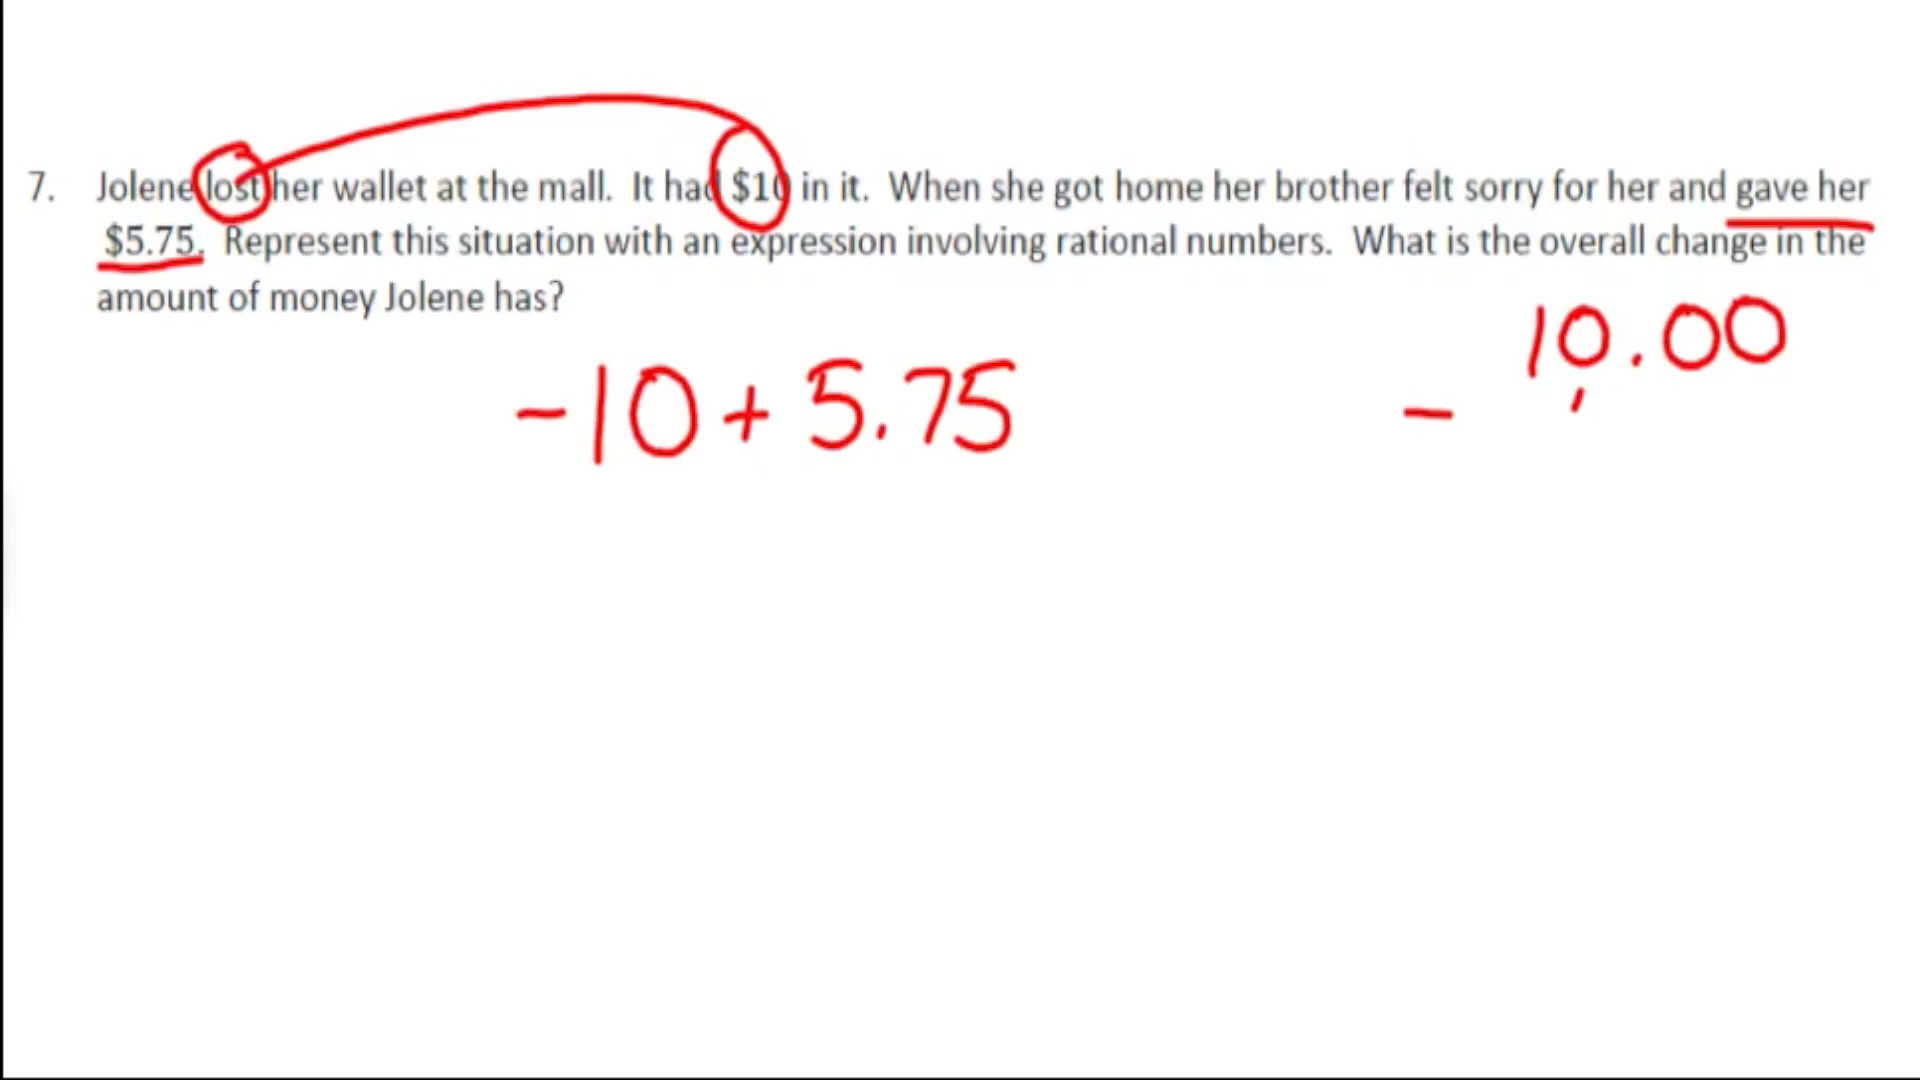 7. Jolene lost her wallet at the mall. It had $10 in it. When she got home her brother felt sorry for her and gave her
$5.75. Represent this situation with an expression involving rational numbers. What is the overall change in the
amount of money Jolene has?
10.00
-10+5.75
-